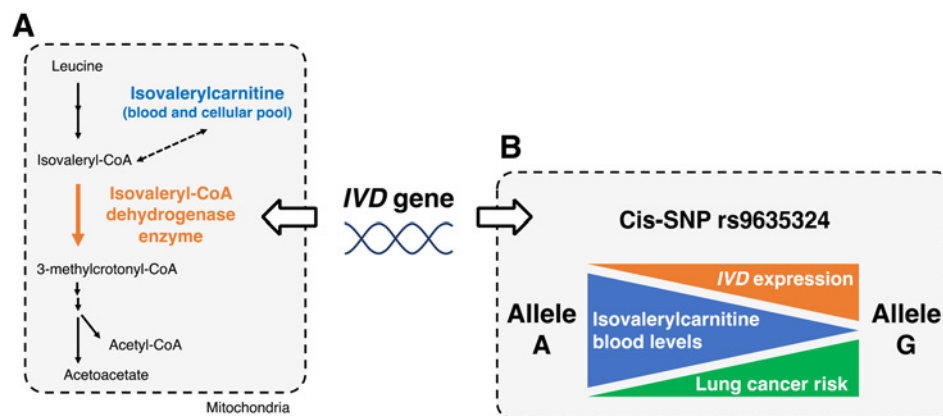 A
Leucine
Isovalerylcarnitine
(blood and cellular pool)
Isovaleryl-CoA
Isovaleryl-CoA
dehydrogenase
enzyme
3-methylcrotonyl-CoA
Acetyl-CoA
Acetoacetate
Mitochondria
IVD gene
B
Cis-SNP rs9635324
IVD expression
Allele
A
Isovalerylcarnitine
blood levels
Allele
G
Lung cancer risk